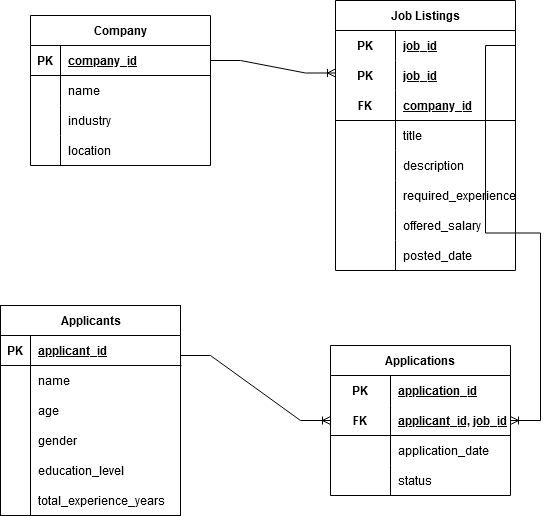 Company
PK company_id
name
industry
location
Job Listings
PK job_id
PK job_id
FK company_id
title
description
required_experience
offered_salary
posted_date
Applicants
PK applicant_id
name
age
gender
education_level
total_experience_years
Applications
PK application_id
FK applicant_id, job_id
application_date
status